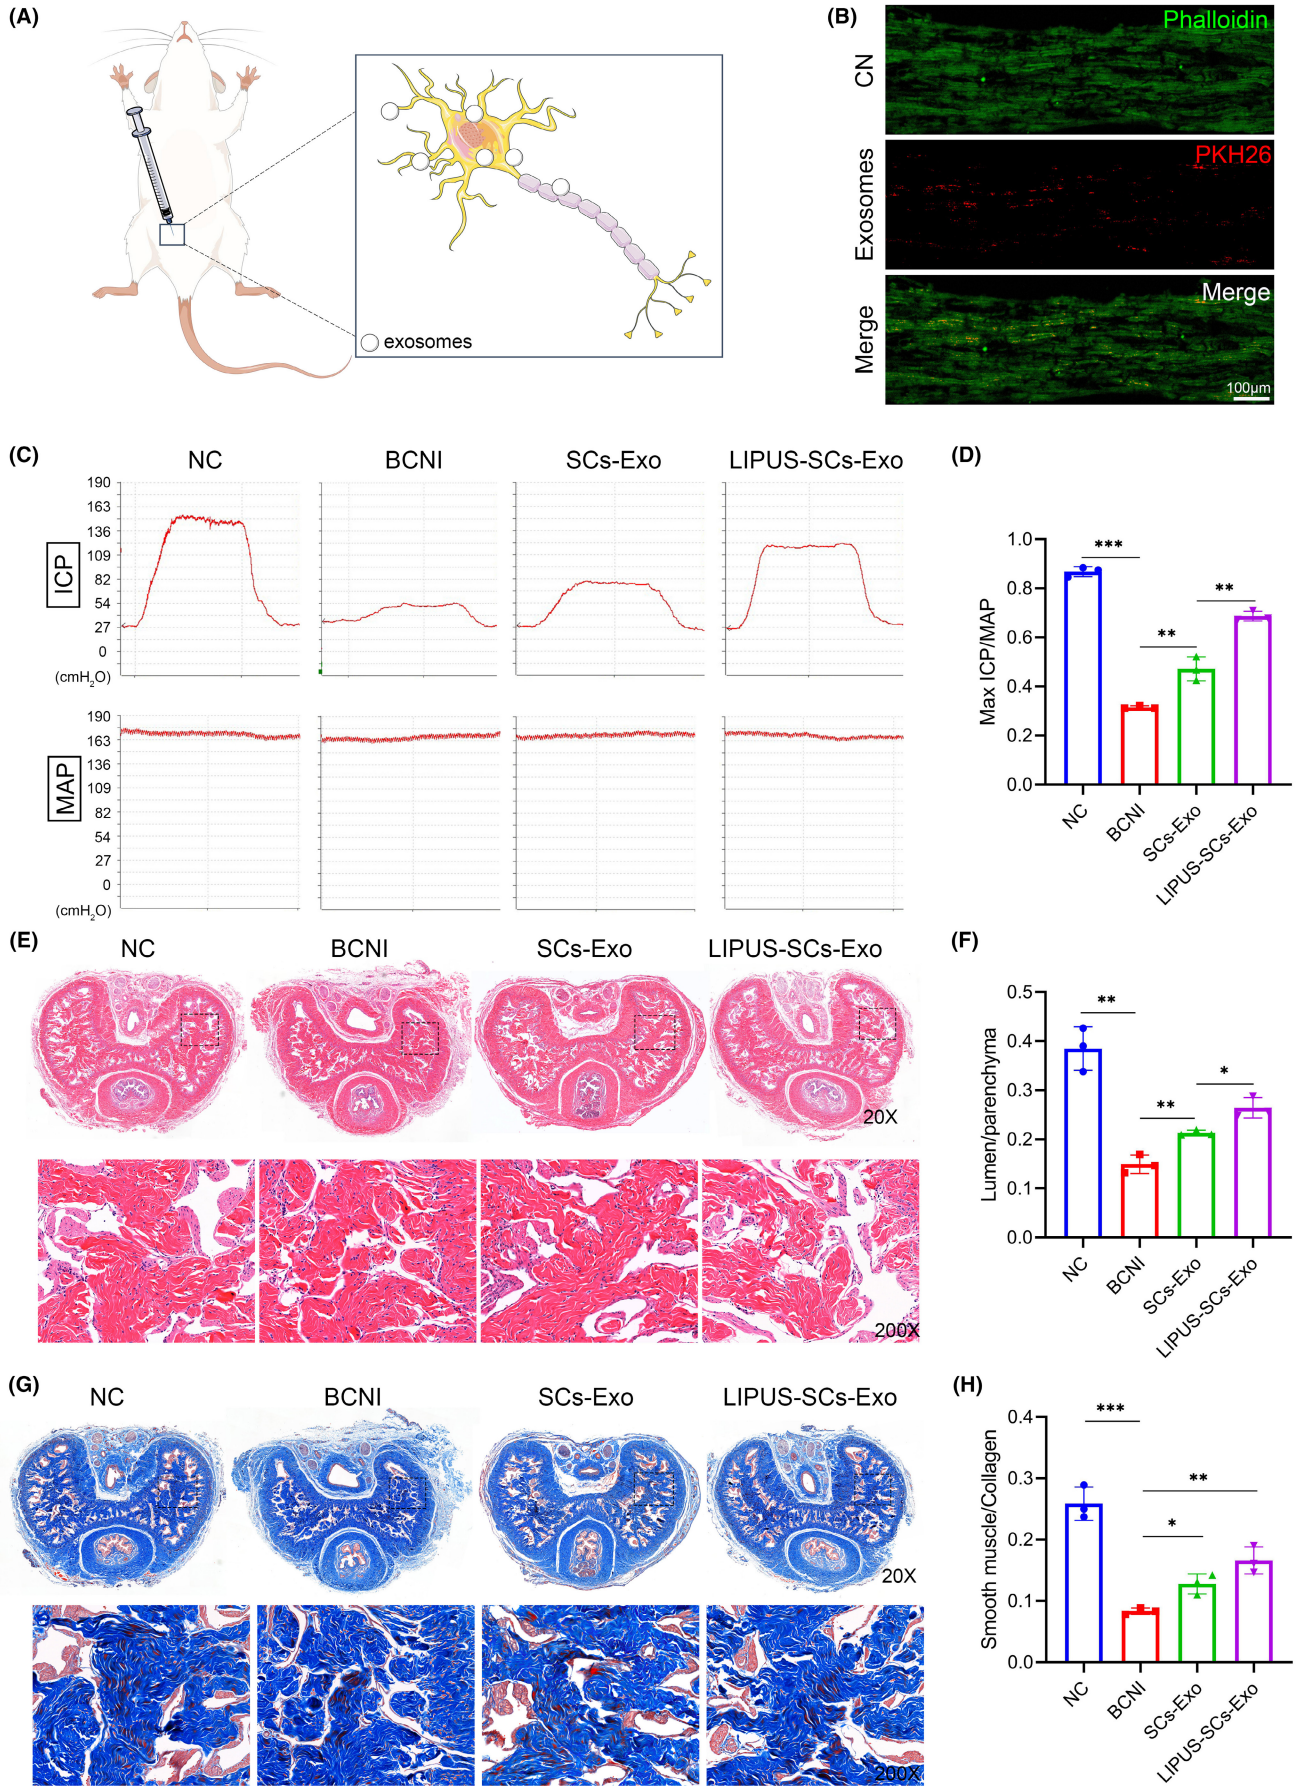 (A)
exosomes
(B)
CN
Phalloidin
Exosomes
PKH26
Merge
Merge
100μm
(C)
NC BCNI SCs-Exo LIPUS-SCs-Exo
ICP
190
163
136
109
82
54
27
0
(cmH2O)
MAP
190
163
136
109
82
54
27
0
(cmH2O)
(D)
Max ICP/MAP
1.0
0.8
0.6
0.4
0.2
0.0
***
**
**
NC
BCNI
SCs-Exo
LIPUS-SCs-Exo
(E)
NC BCNI SCs-Exo LIPUS-SCs-Exo
20X
200X
(F)
Lumen/parenchyma
0.5
0.4
0.3
0.2
0.1
0.0
**
**
*
NC
BCNI
SCs-Exo
LIPUS-SCs-Exo
(G)
NC BCNI SCs-Exo LIPUS-SCs-Exo
20X
200X
(H)
Smooth muscle/Collagen
0.4
0.3
0.2
0.1
0.0
***
**
*
NC
BCNI
SCs-Exo
LIPUS-SCs-Exo